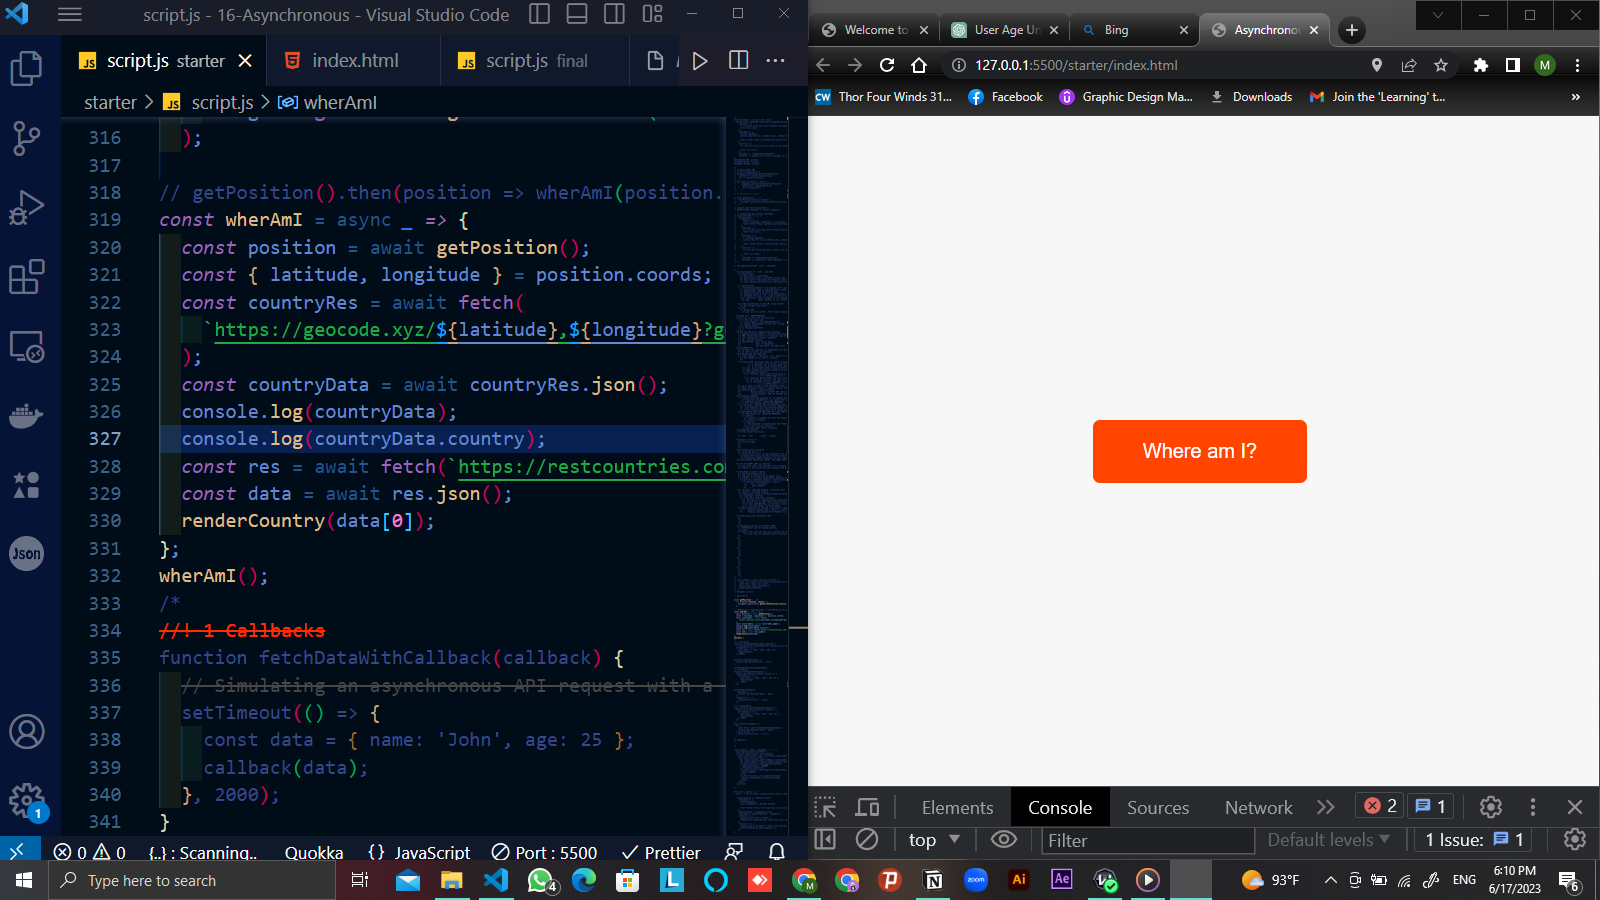 script.js - 16-Asynchronous - Visual Studio Code
script.js starter
index.html
script.js final
starter > script.js > wherAmI
316 );
317
318 // getPosition().then(position => wherAmI(position.
319 const wherAmI = async _ => {
320 const position = await getPosition();
321 const { latitude, longitude } = position.coords;
322 const countryRes = await fetch(
323 `https://geocode.xyz/${latitude},${longitude}?g
324 );
325 const countryData = await countryRes.json();
326 console.log(countryData);
327 console.log(countryData.country);
328 const res = await fetch(`https://restcountries.co
329 const data = await res.json();
330 renderCountry(data[0]);
331 };
332 wherAmI();
333 /*
334 //! 1 Callbacks
335 function fetchDataWithCallback(callback) {
336 // Simulating an asynchronous API request with a
337 setTimeout(() => {
338 const data = { name: 'John', age: 25 };
339 callback(data);
340 }, 2000);
341 }
Json
1
0 0 {..} : Scanning.. Quokka {} JavaScript Port : 5500 Prettier
Welcome to
User Age Un
Bing
Asynchrono
127.0.0.1:5500/starter/index.html
M
CW Thor Four Winds 31...
Facebook
Graphic Design Ma...
Downloads
Join the 'Learning' t...
»
Where am I?
Elements Console Sources Network 2 1
top Filter Default levels 1 Issue: 1
Type here to search
4
L
M
G
P
N
zoom
Ai
Ae
93°F
ENG
6:10 PM
6/17/2023
6